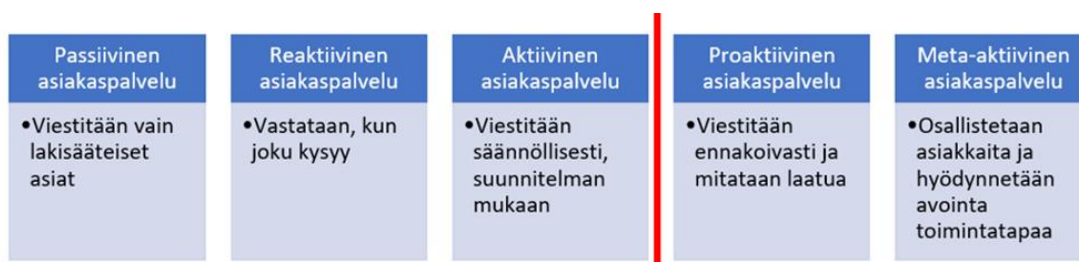 Passiivinen
asiakaspalvelu
•Viestitään vain
lakisääteiset
asiat
Reaktiivinen
asiakaspalvelu
•Vastataan, kun
joku kysyy
Aktiivinen
asiakaspalvelu
•Viestitään
säännöllisesti,
suunnitelman
mukaan
Proaktiivinen
asiakaspalvelu
•Viestitään
ennakoivasti ja
mitataan laatua
Meta-aktiivinen
asiakaspalvelu
•Osallistetaan
asiakkaita ja
hyödynnetään
avointa
toimintatapaa